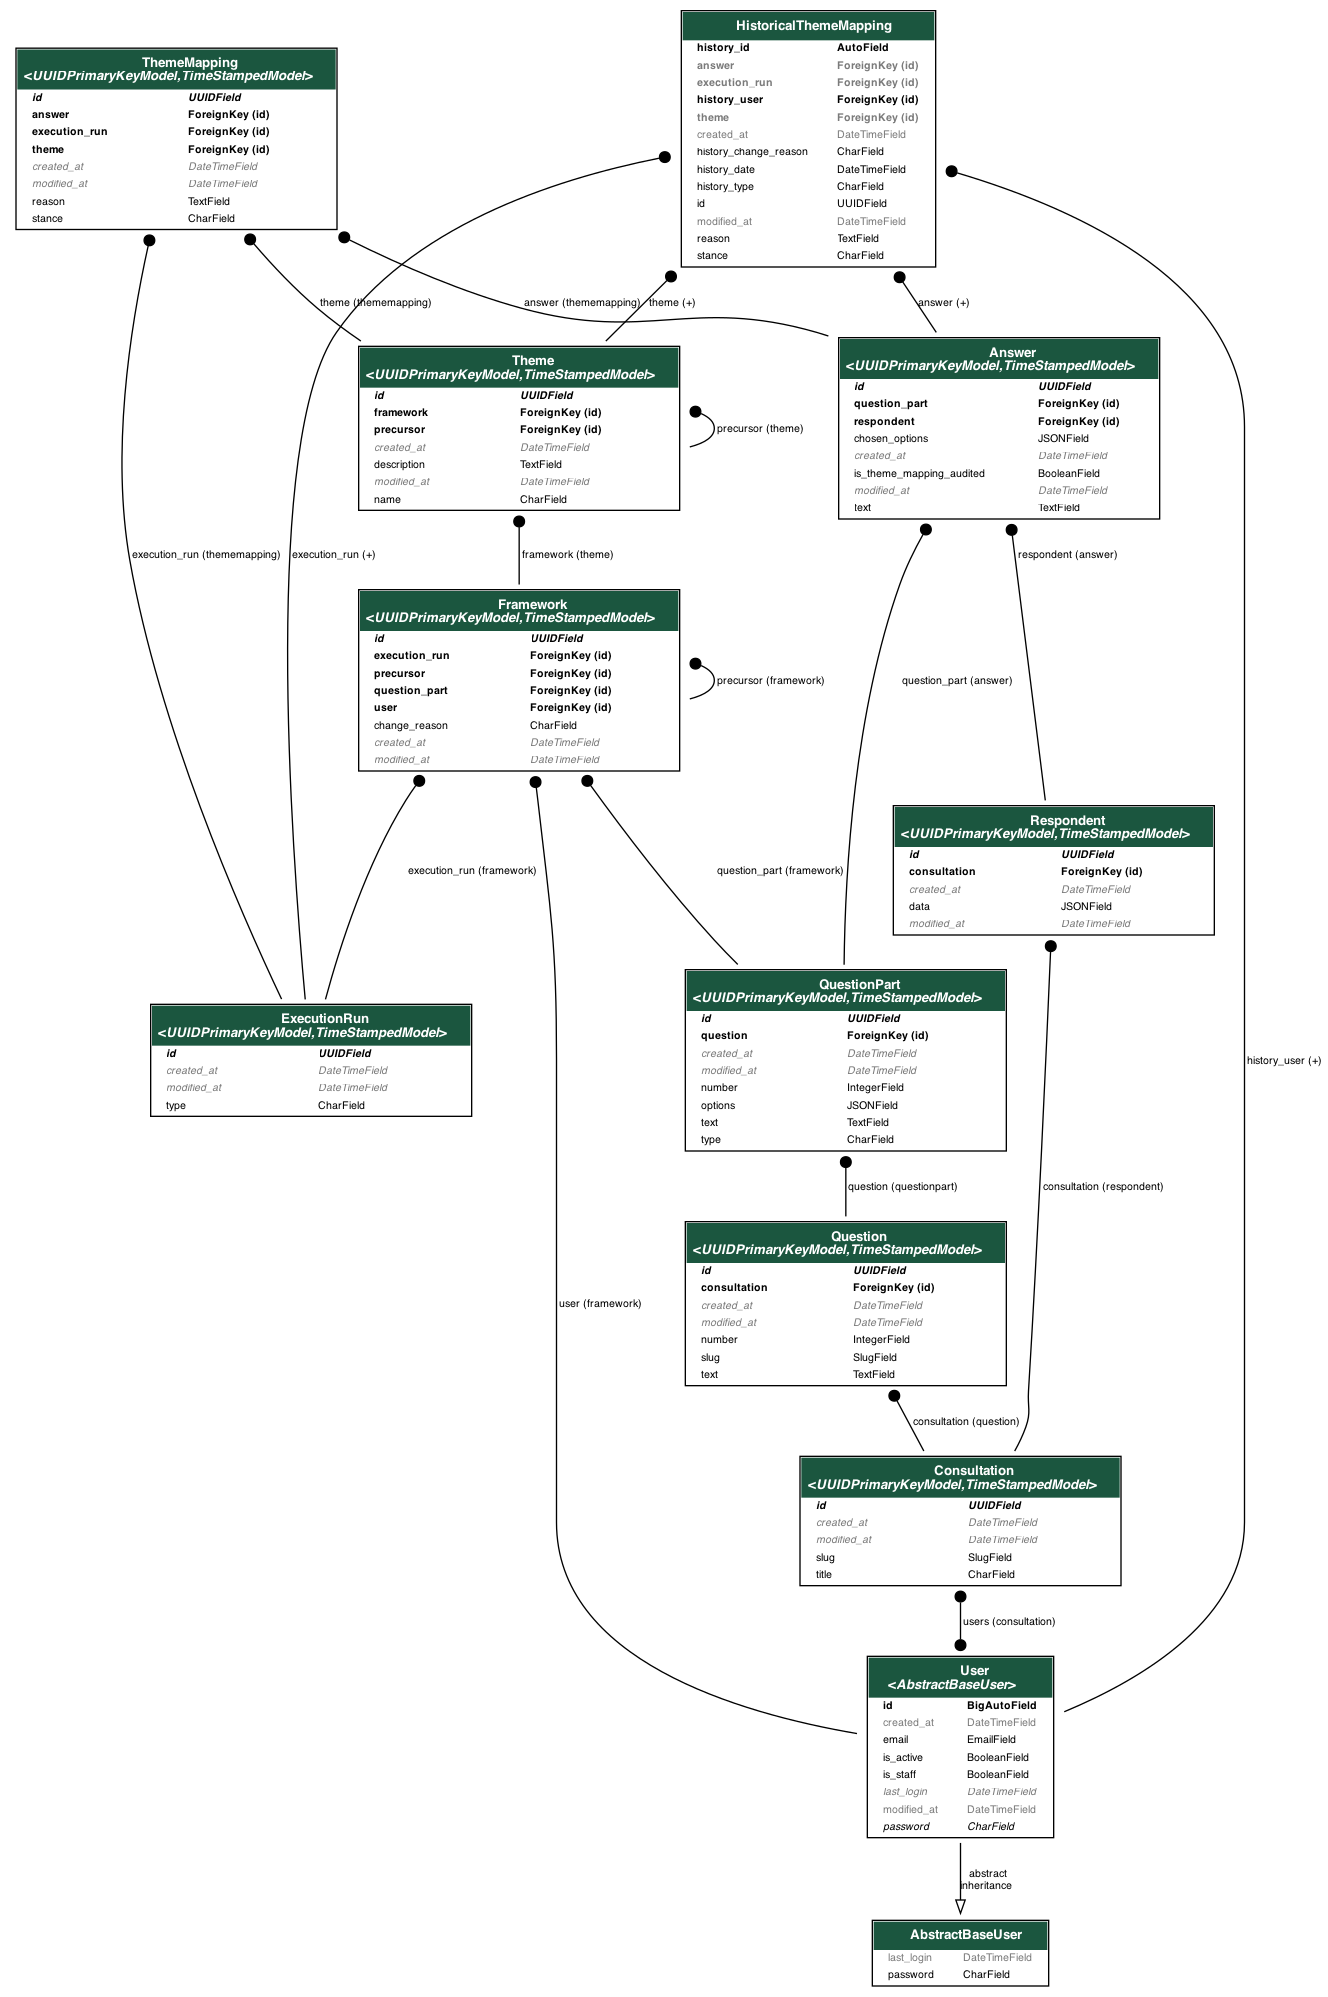 HistoricalThemeMapping
history_id AutoField
answer ForeignKey (id)
execution_run ForeignKey (id)
history_user ForeignKey (id)
theme ForeignKey (id)
created_at DateTimeField
history_change_reason CharField
history_date DateTimeField
history_type CharField
id UUIDField
modified_at DateTimeField
reason TextField
stance CharField
ThemeMapping
<UUIDPrimaryKeyModel,TimeStampedModel>
id UUIDField
answer ForeignKey (id)
execution_run ForeignKey (id)
theme ForeignKey (id)
created_at DateTimeField
modified_at DateTimeField
reason TextField
stance CharField
theme (thememapping)
answer (thememapping)
theme (+)
answer (+)
Theme
<UUIDPrimaryKeyModel,TimeStampedModel>
id UUIDField
framework ForeignKey (id)
precursor ForeignKey (id)
created_at DateTimeField
description TextField
modified_at DateTimeField
name CharField
precursor (theme)
Answer
<UUIDPrimaryKeyModel,TimeStampedModel>
id UUIDField
question_part ForeignKey (id)
respondent ForeignKey (id)
chosen_options JSONField
created_at DateTimeField
is_theme_mapping_audited BooleanField
modified_at DateTimeField
text TextField
execution_run (thememapping)
execution_run (+)
framework (theme)
respondent (answer)
Framework
<UUIDPrimaryKeyModel,TimeStampedModel>
id UUIDField
execution_run ForeignKey (id)
precursor ForeignKey (id)
question_part ForeignKey (id)
user ForeignKey (id)
change_reason CharField
created_at DateTimeField
modified_at DateTimeField
precursor (framework)
question_part (answer)
Respondent
<UUIDPrimaryKeyModel,TimeStampedModel>
id UUIDField
consultation ForeignKey (id)
created_at DateTimeField
data JSONField
modified_at DateTimeField
execution_run (framework)
question_part (framework)
QuestionPart
<UUIDPrimaryKeyModel,TimeStampedModel>
id UUIDField
question ForeignKey (id)
created_at DateTimeField
modified_at DateTimeField
number IntegerField
options JSONField
text TextField
type CharField
ExecutionRun
<UUIDPrimaryKeyModel,TimeStampedModel>
id UUIDField
created_at DateTimeField
modified_at DateTimeField
type CharField
history_user (+)
question (questionpart)
consultation (respondent)
Question
<UUIDPrimaryKeyModel,TimeStampedModel>
id UUIDField
consultation ForeignKey (id)
created_at DateTimeField
modified_at DateTimeField
number IntegerField
slug SlugField
text TextField
user (framework)
consultation (question)
Consultation
<UUIDPrimaryKeyModel,TimeStampedModel>
id UUIDField
created_at DateTimeField
modified_at DateTimeField
slug SlugField
title CharField
users (consultation)
User
<AbstractBaseUser>
id BigAutoField
created_at DateTimeField
email EmailField
is_active BooleanField
is_staff BooleanField
last_login DateTimeField
modified_at DateTimeField
password CharField
abstract
inheritance
AbstractBaseUser
last_login DateTimeField
password CharField